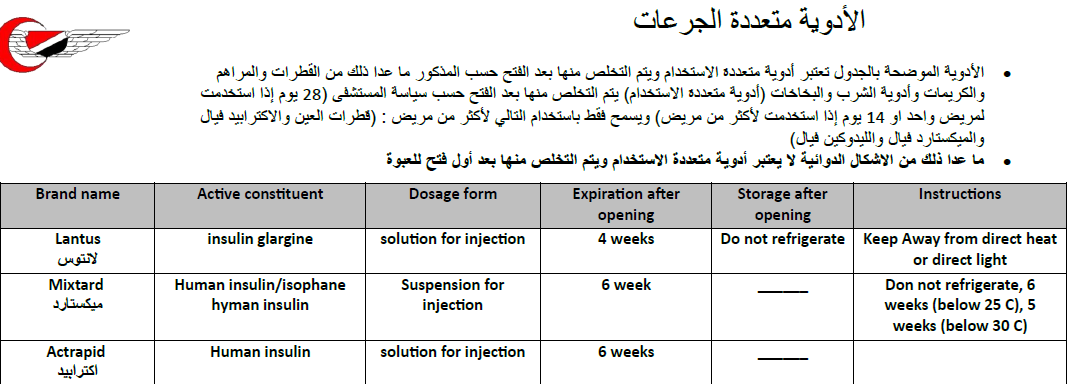 الأدوية متعددة الجرعات
• الأدوية الموضحة بالجدول تعتبر أدوية متعددة الاستخدام ويتم التخلص منها بعد الفتح حسب المذكور ما عدا ذلك من القطرات والمراهم
والكريمات وأدوية الشرب والبخاخات (أدوية متعددة الاستخدام) يتم التخلص منها بعد الفتح حسب سياسة المستشفى (28 يوم إذا استخدمت
لمريض واحد او 14 يوم إذا استخدمت لأكثر من مريض) ويسمح فقط باستخدام التالي لأكثر من مريض : (قطرات العين والاكترابيد فيال
والميكستارد فيال والليدوكين فيال)
• ما عدا ذلك من الاشكال الدوائية لا يعتبر أدوية متعددة الاستخدام ويتم التخلص منها بعد أول فتح للعبوة
Brand name Active constituent Dosage form Expiration after opening Storage after opening Instructions
Lantus insulin glargine solution for injection 4 weeks Do not refrigerate Keep Away from direct heat
لانتوس or direct light
Mixtard Human insulin/isophane Suspension for 6 week ______ Don not refrigerate, 6
ميكستارد hyman insulin injection weeks (below 25 C), 5
weeks (below 30 C)
Actrapid Human insulin solution for injection 6 weeks ______
اكترابيد